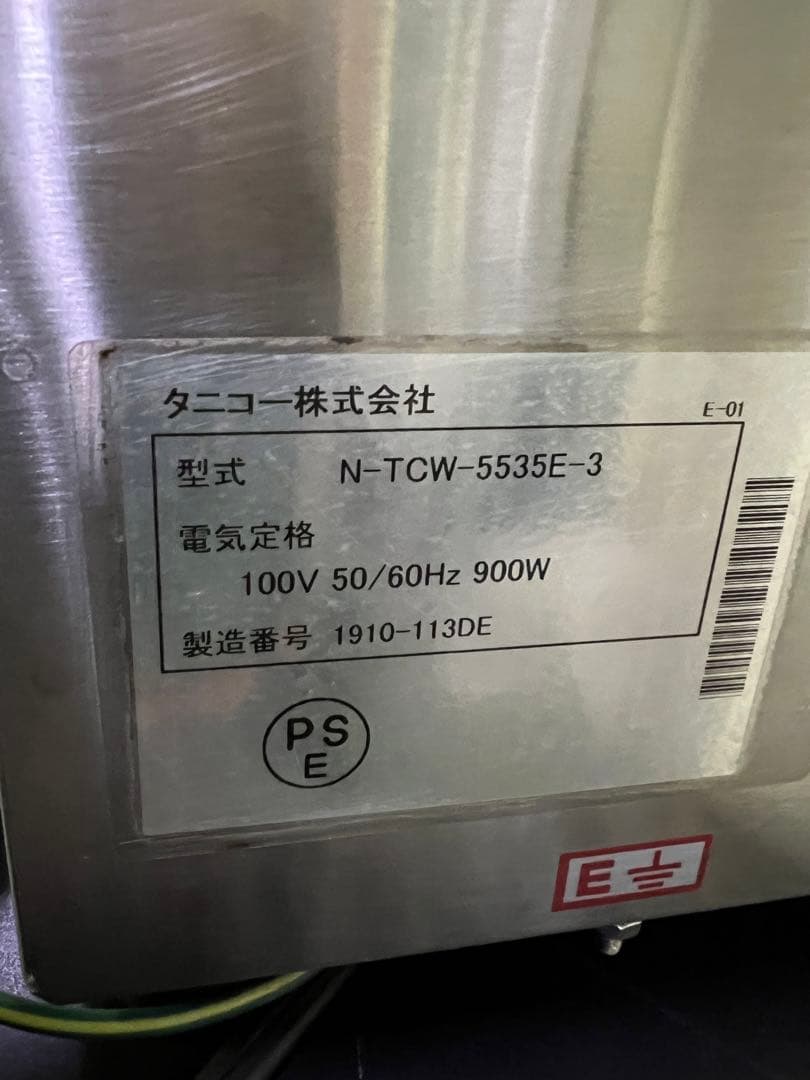 タニコー株式会社
E-01
型式 N-TCW-5535E-3
電気定格
100V 50/60Hz 900W
製造番号 1910-113DE
PS
E
E